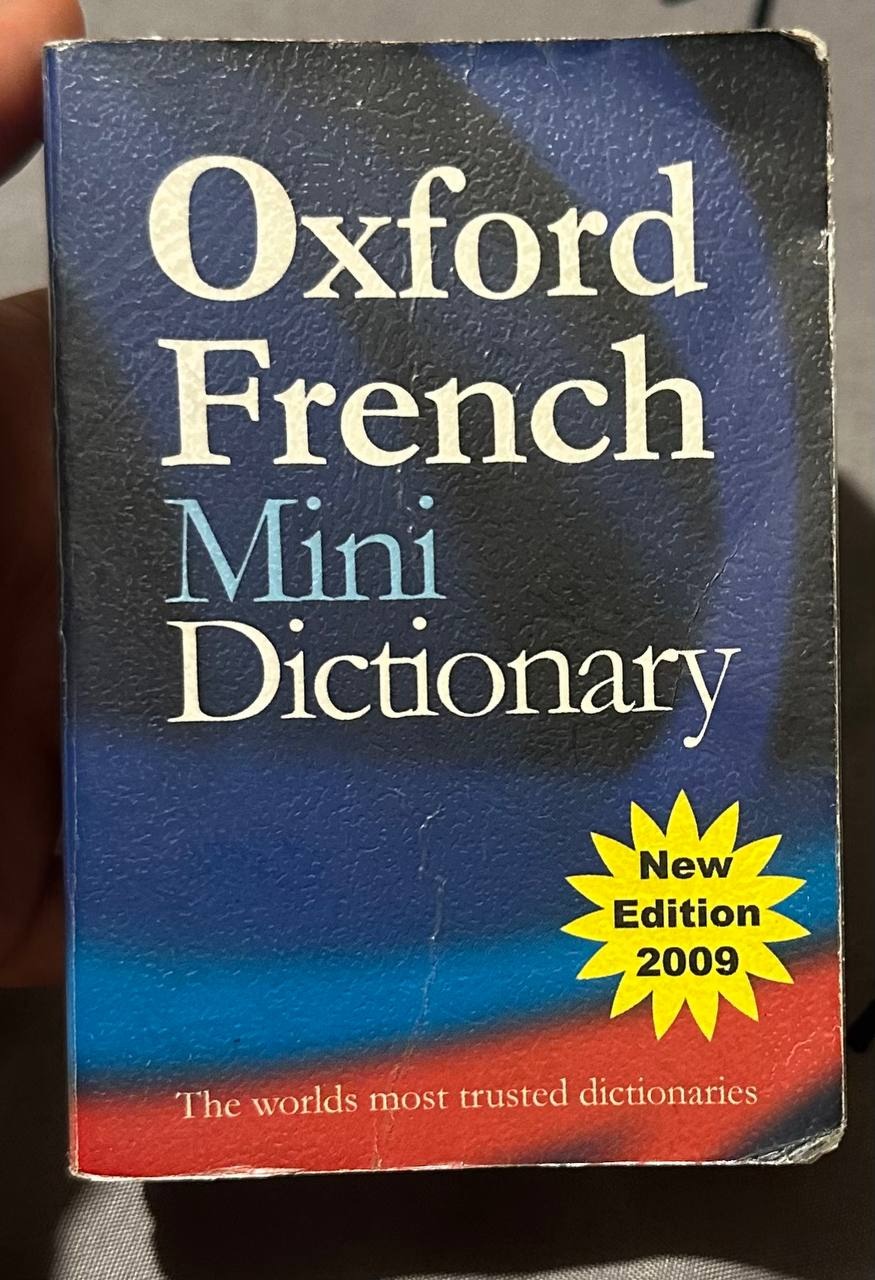 Oxford
French
Mini
Dictionary
New
Edition
2009
The worlds most trusted dictionaries